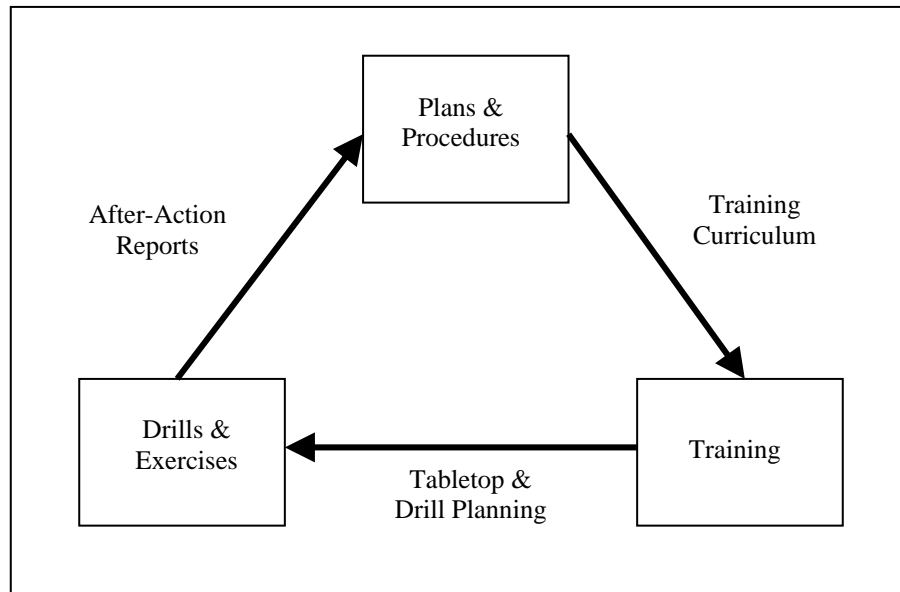 Plans &
Procedures
After-Action
Reports
Training
Curriculum
Drills &
Exercises
Training
Tabletop &
Drill Planning